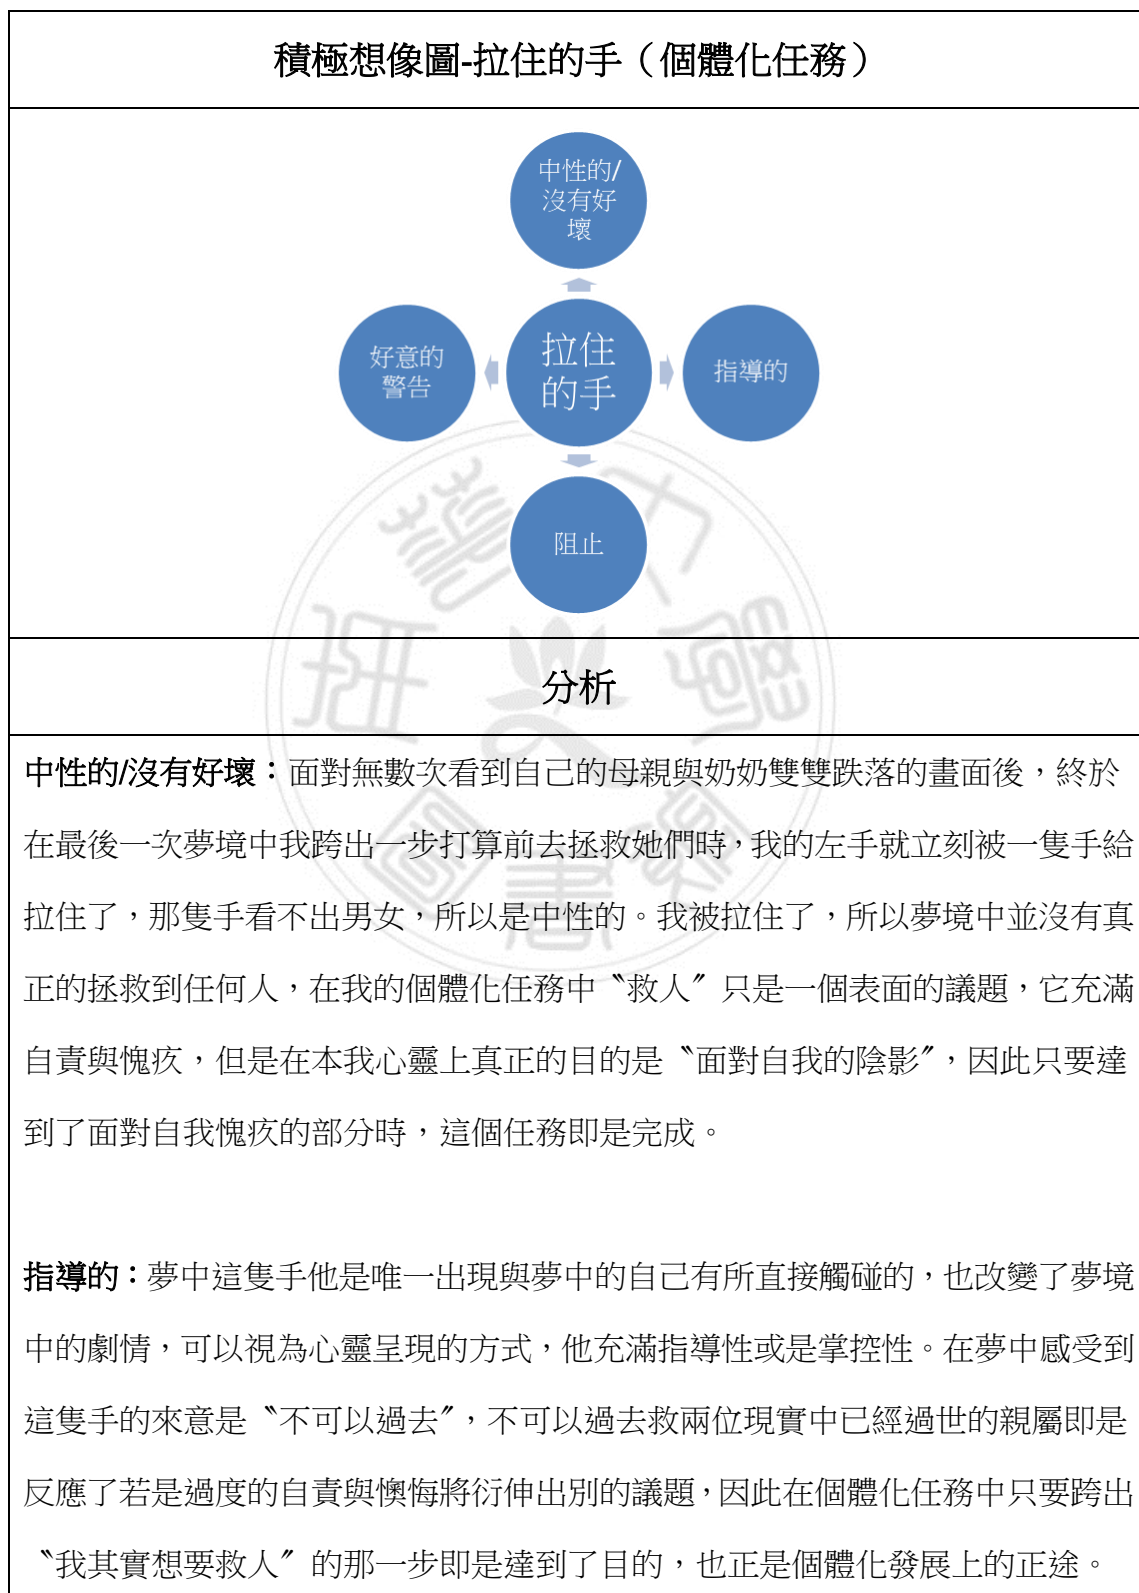 積極想像圖-拉住的手（個體化任務）
中性的/
沒有好
壞
好意的
警告
拉住
的手
指導的
阻止
分析
中性的/沒有好壞：面對無數次看到自己的母親與奶奶雙雙跌落的畫面後，終於
在最後一次夢境中我跨出一步打算前去拯救她們時，我的左手就立刻被一隻手給
拉住了，那隻手看不出男女，所以是中性的。我被拉住了，所以夢境中並沒有真
正的拯救到任何人，在我的個體化任務中〝救人〞只是一個表面的議題，它充滿
自責與愧疚，但是在本我心靈上真正的目的是〝面對自我的陰影〞，因此只要達
到了面對自我愧疚的部分時，這個任務即是完成。
指導的：夢中這隻手他是唯一出現與夢中的自己有所直接觸碰的，也改變了夢境
中的劇情，可以視為心靈呈現的方式，他充滿指導性或是掌控性。在夢中感受到
這隻手的來意是〝不可以過去〞，不可以過去救兩位現實中已經過世的親屬即是
反應了若是過度的自責與懊悔將衍伸出別的議題，因此在個體化任務中只要跨出
〝我其實想要救人〞的那一步即是達到了目的，也正是個體化發展上的正途。